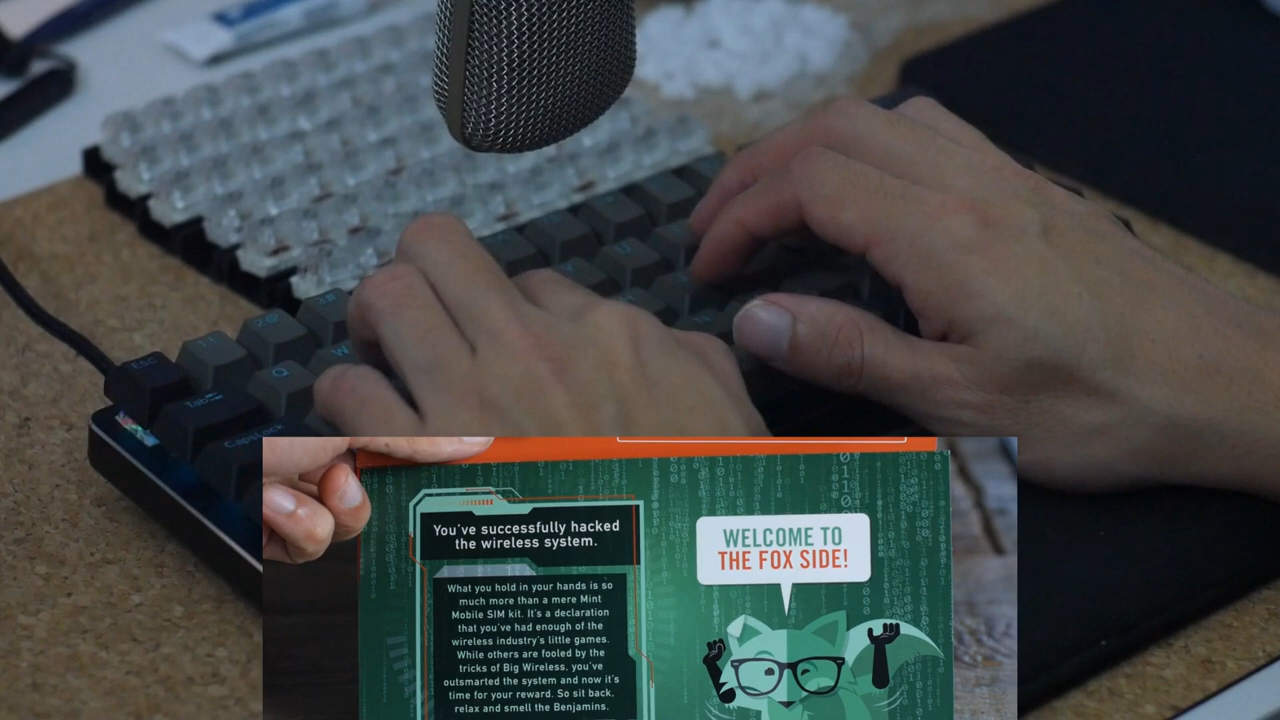 ESC
!1
2@
3#
Tab
Q
W
Caps Lock
You've successfully hacked
the wireless system.
What you hold in your hands is so
much more than a mere Mint
Mobile SIM kit. It's a declaration
that you've had enough of the
wireless industry's little games.
While others are fooled by the
tricks of Big Wireless, you've
outsmarted the system and now it's
time for your reward. So sit back,
relax and smell the Benjamins.
WELCOME TO
THE FOX SIDE!